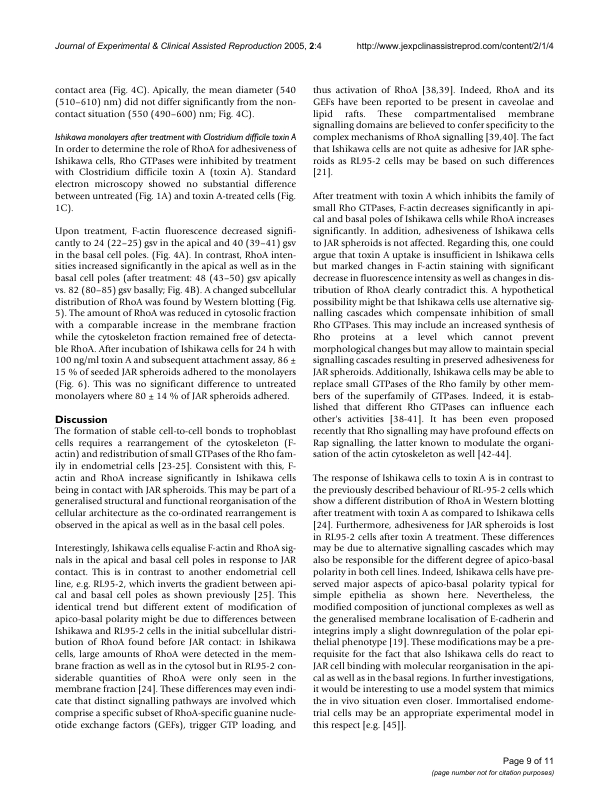 Journal of Experimental & Clinical Assisted Reproduction 2005, 2:4
http://www.jexpclinassistreprod.com/content/2/1/4
contact area (Fig. 4C). Apically, the mean diameter (540
(510–610) nm) did not differ significantly from the non-
contact situation (550 (490–600) nm; Fig. 4C).
Ishikawa monolayers after treatment with Clostridium difficile toxin A
In order to determine the role of RhoA for adhesiveness of
Ishikawa cells, Rho GTPases were inhibited by treatment
with Clostridium difficile toxin A (toxin A). Standard
electron microscopy showed no substantial difference
between untreated (Fig. 1A) and toxin A-treated cells (Fig.
1C).
Upon treatment, F-actin fluorescence decreased signifi-
cantly to 24 (22–25) gsv in the apical and 40 (39–41) gsv
in the basal cell poles. (Fig. 4A). In contrast, RhoA inten-
sities increased significantly in the apical as well as in the
basal cell poles (after treatment: 48 (43–50) gsv apically
vs. 82 (80–85) gsv basally; Fig. 4B). A changed subcellular
distribution of RhoA was found by Western blotting (Fig.
5). The amount of RhoA was reduced in cytosolic fraction
with a comparable increase in the membrane fraction
while the cytoskeleton fraction remained free of detecta-
ble RhoA. After incubation of Ishikawa cells for 24 h with
100 ng/ml toxin A and subsequent attachment assay, 86 ±
15 % of seeded JAR spheroids adhered to the monolayers
(Fig. 6). This was no significant difference to untreated
monolayers where 80 ± 14 % of JAR spheroids adhered.
Discussion
The formation of stable cell-to-cell bonds to trophoblast
cells requires a rearrangement of the cytoskeleton (F-
actin) and redistribution of small GTPases of the Rho fam-
ily in endometrial cells [23-25]. Consistent with this, F-
actin and RhoA increase significantly in Ishikawa cells
being in contact with JAR spheroids. This may be part of a
generalised structural and functional reorganisation of the
cellular architecture as the co-ordinated rearrangement is
observed in the apical as well as in the basal cell poles.
Interestingly, Ishikawa cells equalise F-actin and RhoA sig-
nals in the apical and basal cell poles in response to JAR
contact. This is in contrast to another endometrial cell
line, e.g. RL95-2, which inverts the gradient between api-
cal and basal cell poles as shown previously [25]. This
identical trend but different extent of modification of
apico-basal polarity might be due to differences between
Ishikawa and RL95-2 cells in the initial subcellular distri-
bution of RhoA found before JAR contact: in Ishikawa
cells, large amounts of RhoA were detected in the mem-
brane fraction as well as in the cytosol but in RL95-2 con-
siderable quantities of RhoA were only seen in the
membrane fraction [24]. These differences may even indi-
cate that distinct signalling pathways are involved which
comprise a specific subset of RhoA-specific guanine nucle-
otide exchange factors (GEFs), trigger GTP loading, and
thus activation of RhoA [38,39]. Indeed, RhoA and its
GEFs have been reported to be present in caveolae and
lipid rafts. These compartmentalised membrane
signalling domains are believed to confer specificity to the
complex mechanisms of RhoA signalling [39,40]. The fact
that Ishikawa cells are not quite as adhesive for JAR sphe-
roids as RL95-2 cells may be based on such differences
[21].
After treatment with toxin A which inhibits the family of
small Rho GTPases, F-actin decreases significantly in api-
cal and basal poles of Ishikawa cells while RhoA increases
significantly. In addition, adhesiveness of Ishikawa cells
to JAR spheroids is not affected. Regarding this, one could
argue that toxin A uptake is insufficient in Ishikawa cells
but marked changes in F-actin staining with significant
decrease in fluorescence intensity as well as changes in dis-
tribution of RhoA clearly contradict this. A hypothetical
possibility might be that Ishikawa cells use alternative sig-
nalling cascades which compensate inhibition of small
Rho GTPases. This may include an increased synthesis of
Rho proteins at a level which cannot prevent
morphological changes but may allow to maintain special
signalling cascades resulting in preserved adhesiveness for
JAR spheroids. Additionally, Ishikawa cells may be able to
replace small GTPases of the Rho family by other mem-
bers of the superfamily of GTPases. Indeed, it is estab-
lished that different Rho GTPases can influence each
other's activities [38-41]. It has been even proposed
recently that Rho signalling may have profound effects on
Rap signalling, the latter known to modulate the organi-
sation of the actin cytoskeleton as well [42-44].
The response of Ishikawa cells to toxin A is in contrast to
the previously described behaviour of RL-95-2 cells which
show a different distribution of RhoA in Western blotting
after treatment with toxin A as compared to Ishikawa cells
[24]. Furthermore, adhesiveness for JAR spheroids is lost
in RL95-2 cells after toxin A treatment. These differences
may be due to alternative signalling cascades which may
also be responsible for the different degree of apico-basal
polarity in both cell lines. Indeed, Ishikawa cells have pre-
served major aspects of apico-basal polarity typical for
simple epithelia as shown here. Nevertheless, the
modified composition of junctional complexes as well as
the generalised membrane localisation of E-cadherin and
integrins imply a slight downregulation of the polar epi-
thelial phenotype [19]. These modifications may be a pre-
requisite for the fact that also Ishikawa cells do react to
JAR cell binding with molecular reorganisation in the api-
cal as well as in the basal regions. In further investigations,
it would be interesting to use a model system that mimics
the in vivo situation even closer. Immortalised endome-
trial cells may be an appropriate experimental model in
this respect [e.g. [45]].
Page 9 of 11
(page number not for citation purposes)